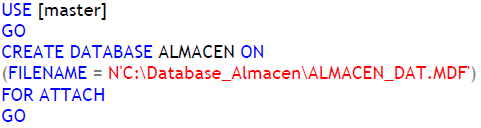 USE [master]
GO
CREATE DATABASE ALMACEN ON
(FILENAME = N'C:\Database_Almacen\ALMACEN_DAT.MDF')
FOR ATTACH
GO